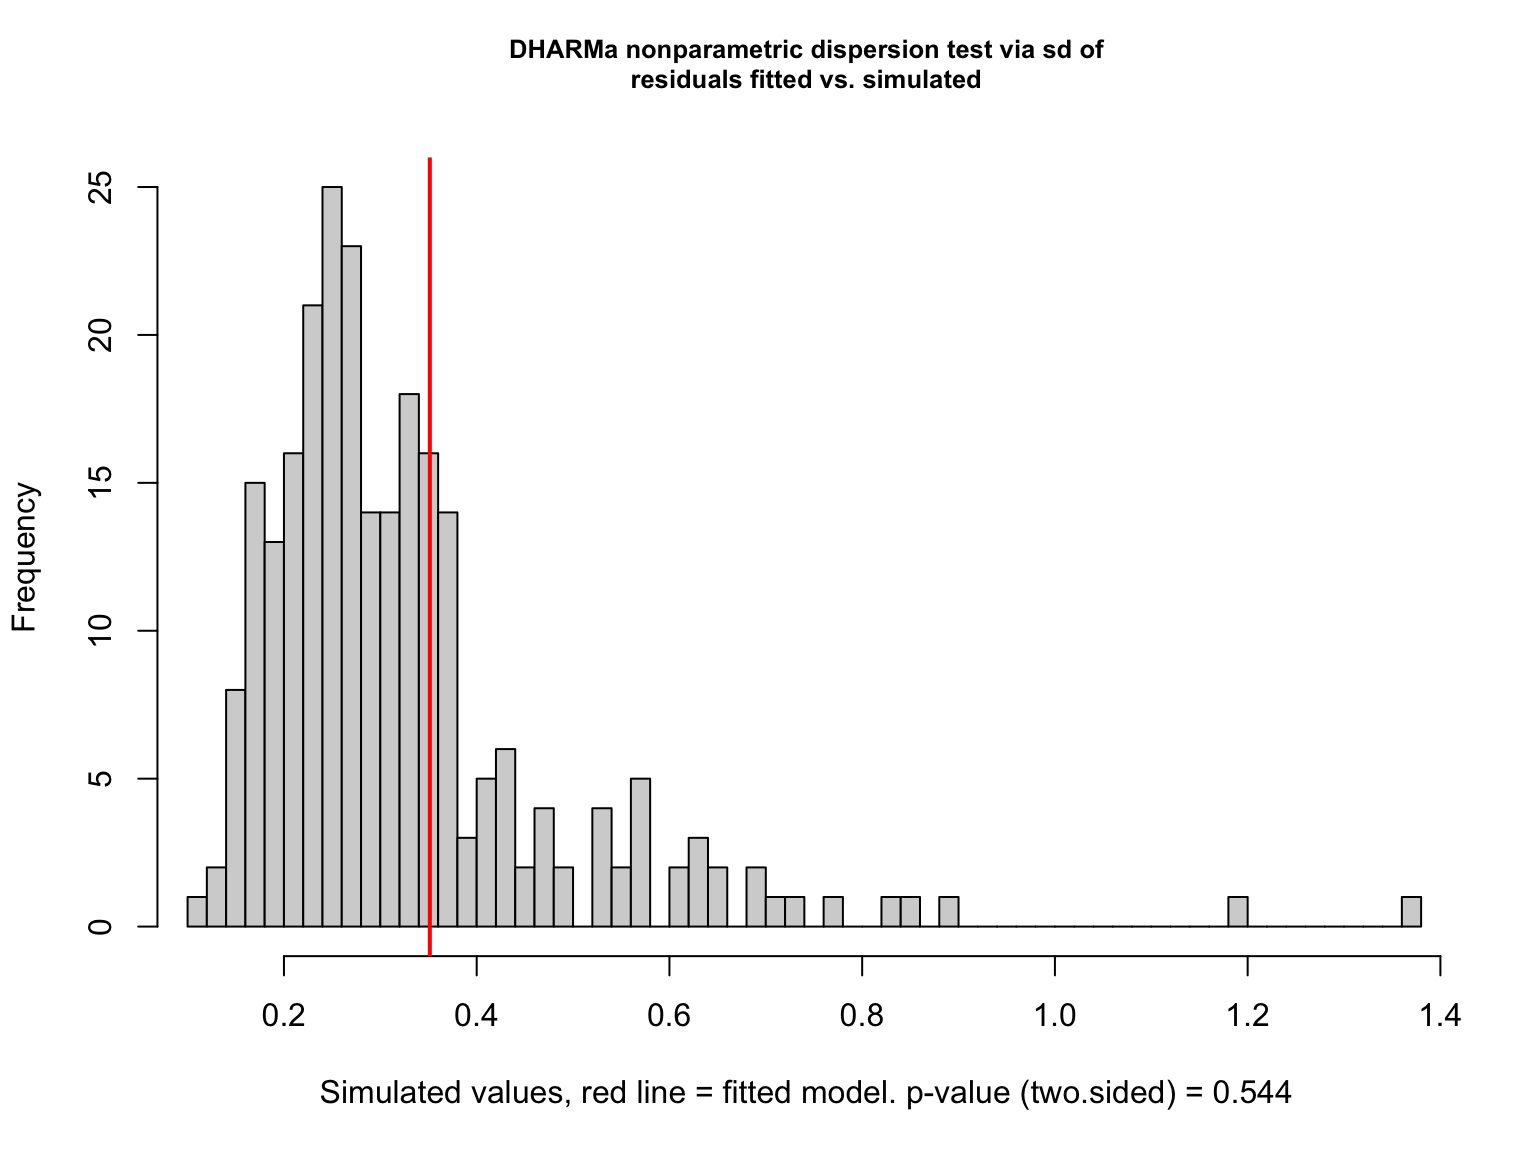 DHARMa nonparametric dispersion test via sd of
residuals fitted vs. simulated
Frequency
25
20
15
10
5
0
0.2 0.4 0.6 0.8 1.0 1.2 1.4
Simulated values, red line = fitted model. p-value (two.sided) = 0.544